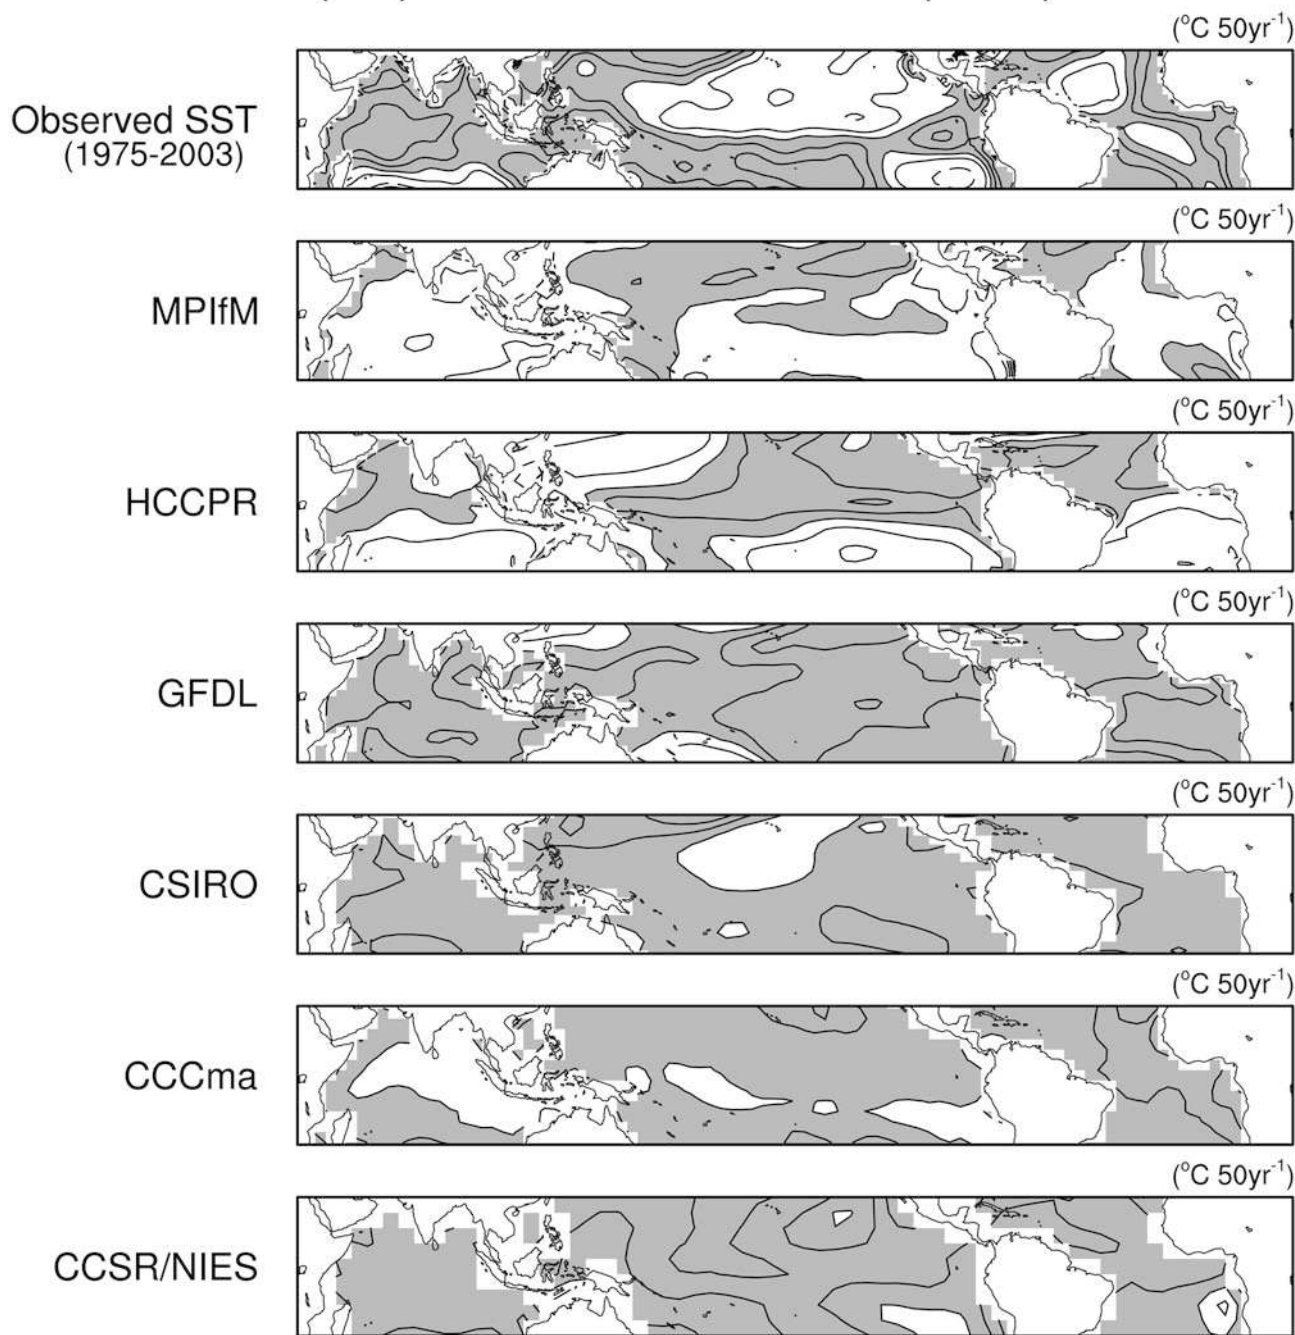 (°C 50yr⁻¹)
Observed SST
(1975-2003)
(°C 50yr⁻¹)
MPIfM
(°C 50yr⁻¹)
HCCPR
(°C 50yr⁻¹)
GFDL
(°C 50yr⁻¹)
CSIRO
(°C 50yr⁻¹)
CCCma
(°C 50yr⁻¹)
CCSR/NIES